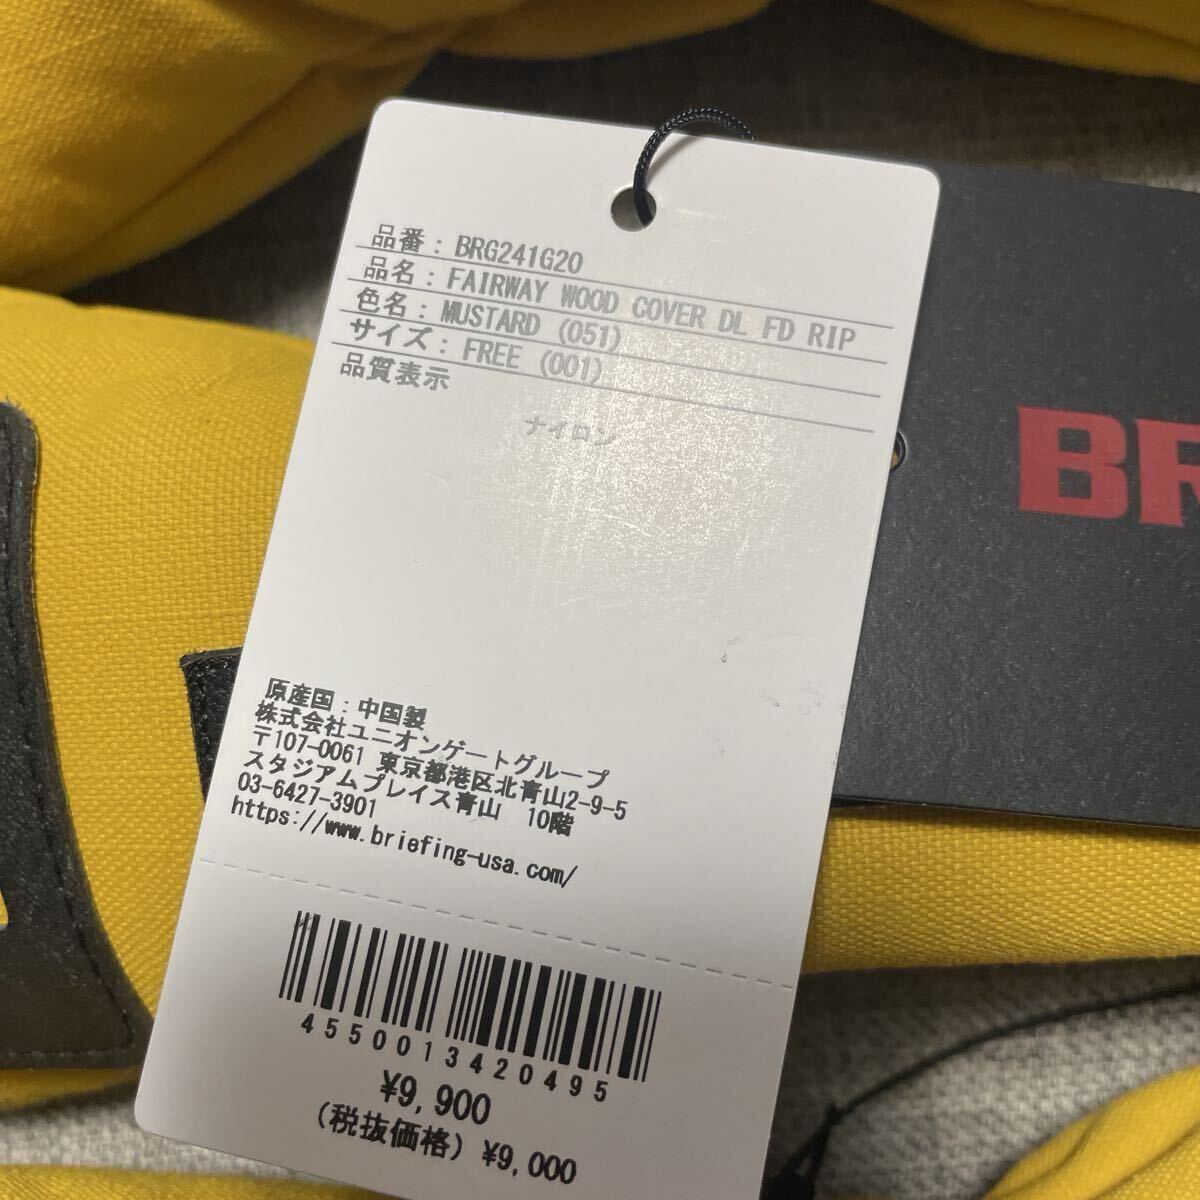 品番: BRG241G20
品名: FAIRWAY WOOD COVER DL FD RIP
色名: MUSTARD (051)
サイズ: FREE (001)
品質表示
ナイロン
原産国: 中国製
株式会社ユニオンゲートグループ
〒107-0061 東京都港区北青山2-9-5
スタジアムプレイス青山 10階
03-6427-3901
https://www.briefing-usa.com/
4550013420495
¥9,900
(税抜価格) ¥9,000
BR